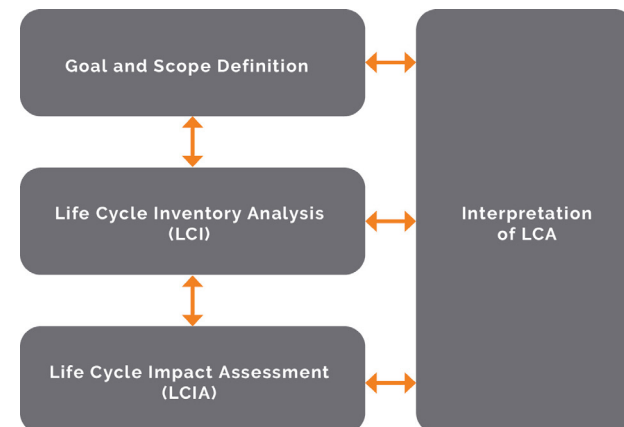 Goal and Scope Definition
Life Cycle Inventory Analysis
(LCI)
Interpretation
of LCA
Life Cycle Impact Assessment
(LCIA)